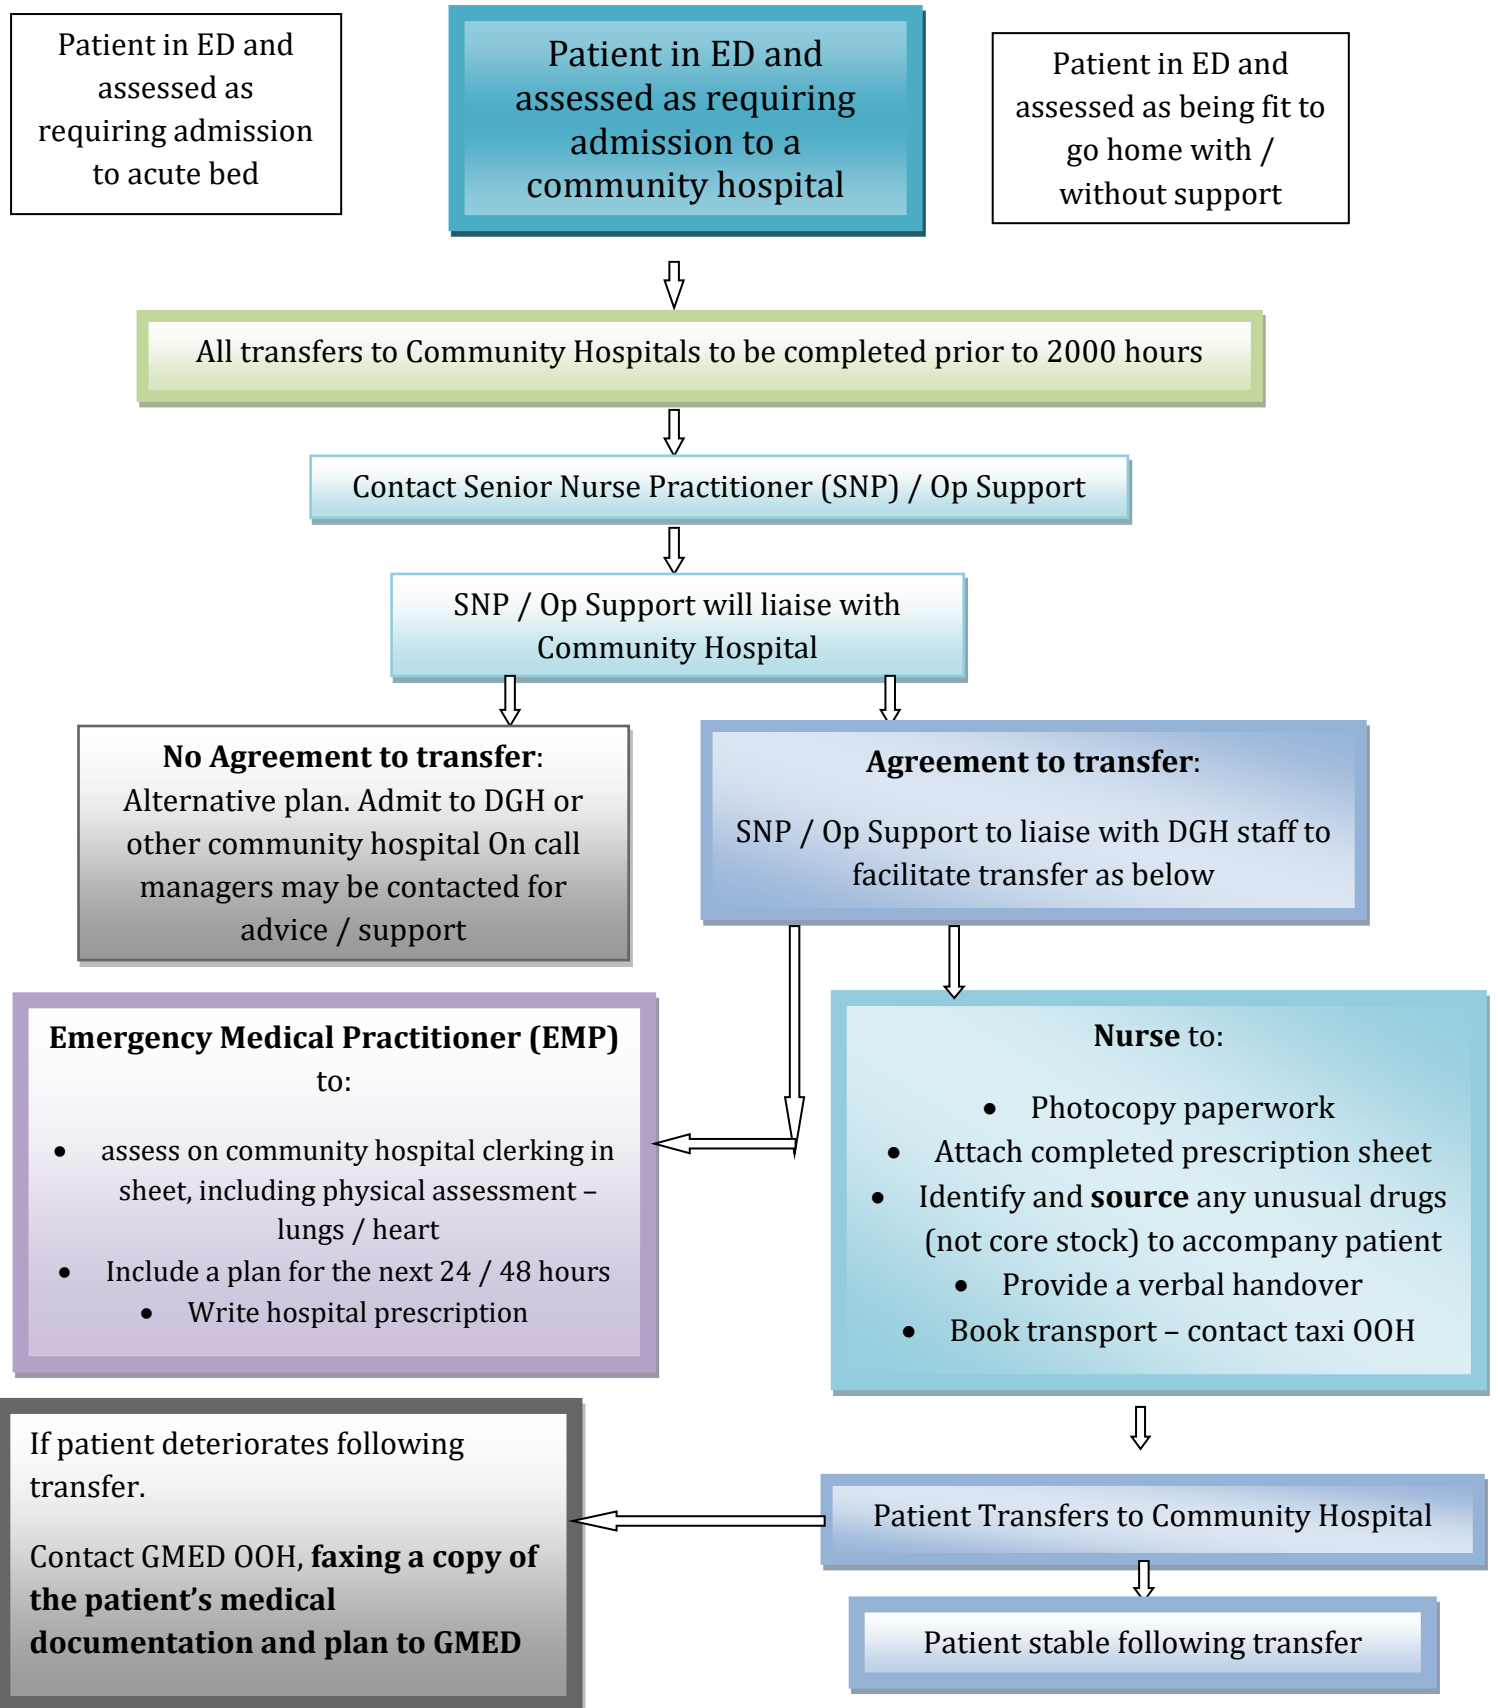 Patient in ED and
assessed as
requiring admission
to acute bed
Patient in ED and
assessed as requiring
admission to a
community hospital
Patient in ED and
assessed as being fit to
go home with /
without support
All transfers to Community Hospitals to be completed prior to 2000 hours
Contact Senior Nurse Practitioner (SNP) / Op Support
SNP / Op Support will liaise with
Community Hospital
No Agreement to transfer:
Alternative plan. Admit to DGH or
other community hospital On call
managers may be contacted for
advice / support
Agreement to transfer:
SNP / Op Support to liaise with DGH staff to
facilitate transfer as below
Emergency Medical Practitioner (EMP)
to:
• assess on community hospital clerking in
sheet, including physical assessment –
lungs / heart
• Include a plan for the next 24 / 48 hours
• Write hospital prescription
Nurse to:
• Photocopy paperwork
• Attach completed prescription sheet
• Identify and source any unusual drugs
(not core stock) to accompany patient
• Provide a verbal handover
• Book transport – contact taxi OOH
If patient deteriorates following
transfer.
Contact GMED OOH, faxing a copy of
the patient’s medical
documentation and plan to GMED
Patient Transfers to Community Hospital
Patient stable following transfer